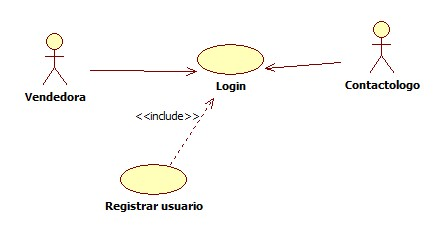 Vendedora
Login
Contactologo
<<include>>
Registrar usuario